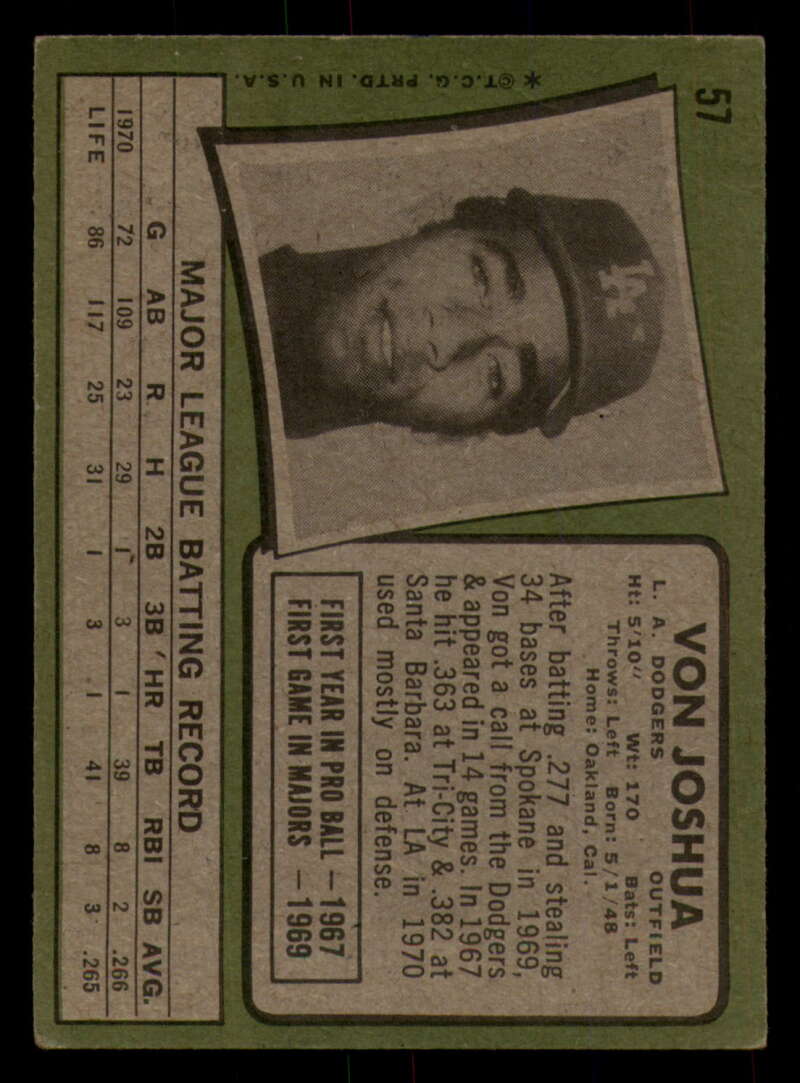 57
*©T.C.G. PRTD. IN U.S.A.
LA
VON JOSHUA
L. A. DODGERS OUTFIELD
Ht: 5'10" Wt: 170 Bats: Left
Throws: Left Born: 5/1/48
Home: Oakland, Cal.
After batting .277 and stealing
34 bases at Spokane in 1969,
Von got a call from the Dodgers
& appeared in 14 games. In 1967
he hit .363 at Tri-City & .382 at
Santa Barbara. At LA in 1970
used mostly on defense.
FIRST YEAR IN PRO BALL — 1967
FIRST GAME IN MAJORS — 1969
MAJOR LEAGUE BATTING RECORD
G AB R H 2B 3B HR TB RBI SB AVG.
1970 72 109 23 29 1 3 1 39 8 2 .266
LIFE 86 117 25 31 1 3 1 41 8 3 .265